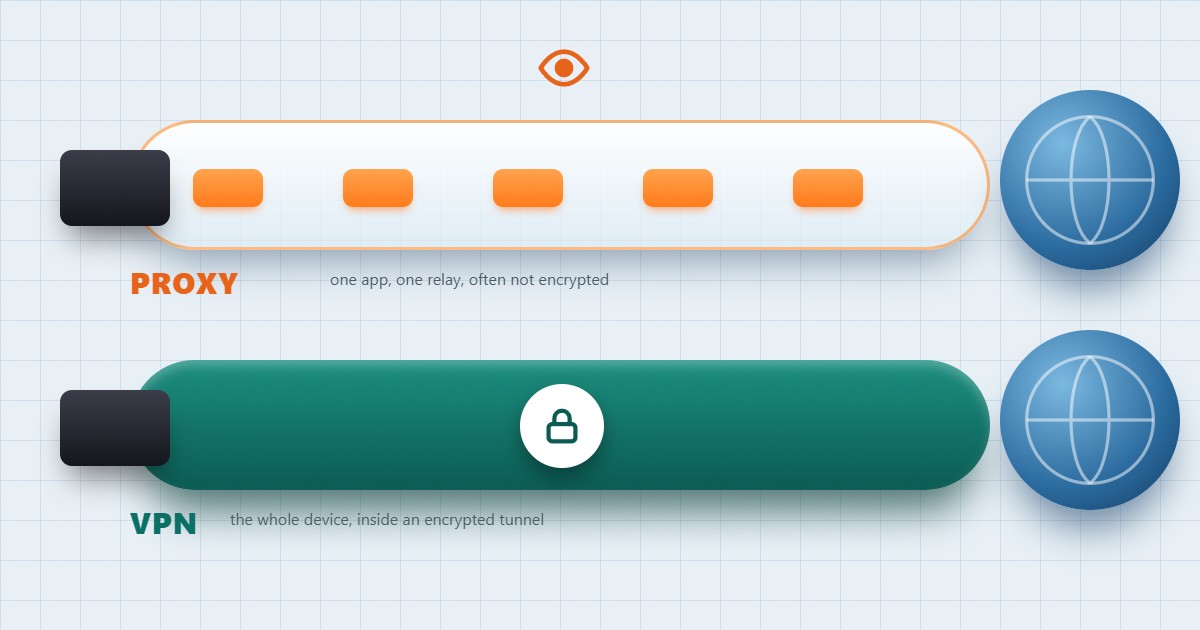 PROXY one app, one relay, often not encrypted
VPN the whole device, inside an encrypted tunnel